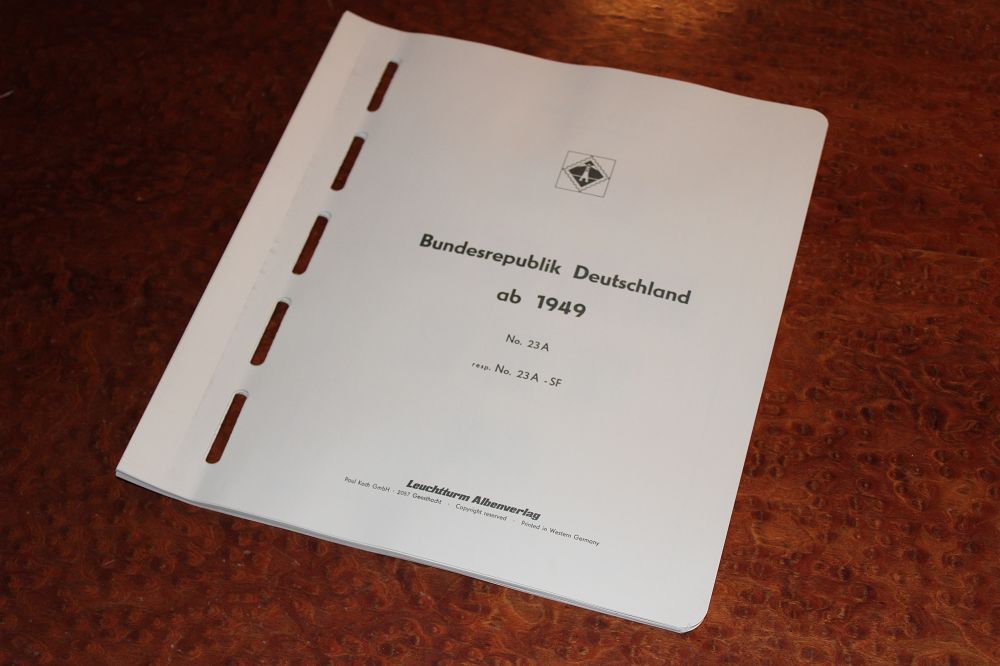 Bundesrepublik Deutschland
ab 1949
No. 23A
resp. No. 23A-SF
Leuchtturm Albenverlag
Paul Koch GmbH · 2057 Geesthacht · Copyright reserved · Printed in Western Germany